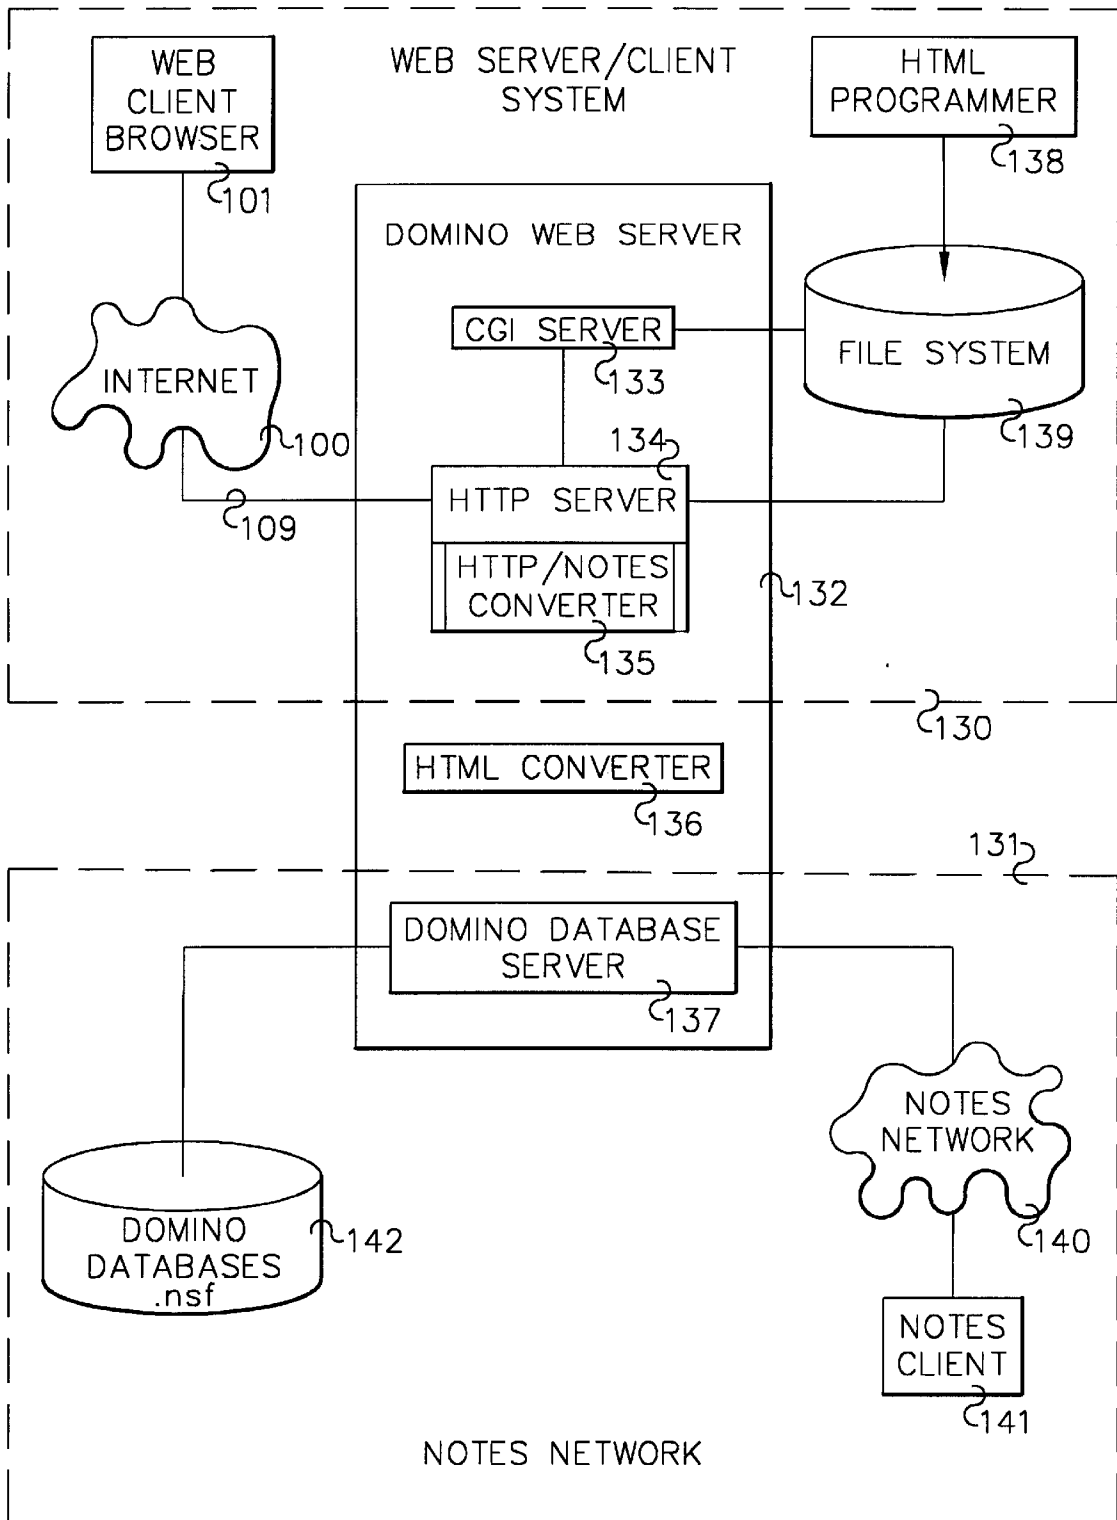 WEB
CLIENT
BROWSER
101
WEB SERVER/CLIENT
SYSTEM
HTML
PROGRAMMER
138
DOMINO WEB SERVER
CGI SERVER
133
FILE SYSTEM
139
INTERNET
100
109
134
HTTP SERVER
HTTP/NOTES
CONVERTER
135
132
130
HTML CONVERTER
136
131
DOMINO DATABASE
SERVER
137
NOTES
NETWORK
140
DOMINO
DATABASES
.nsf
142
NOTES
CLIENT
141
NOTES NETWORK